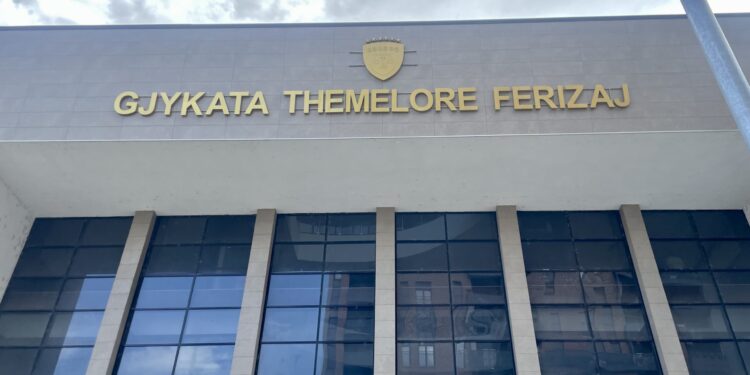 GJYKATA THEMELORE FERIZAJ